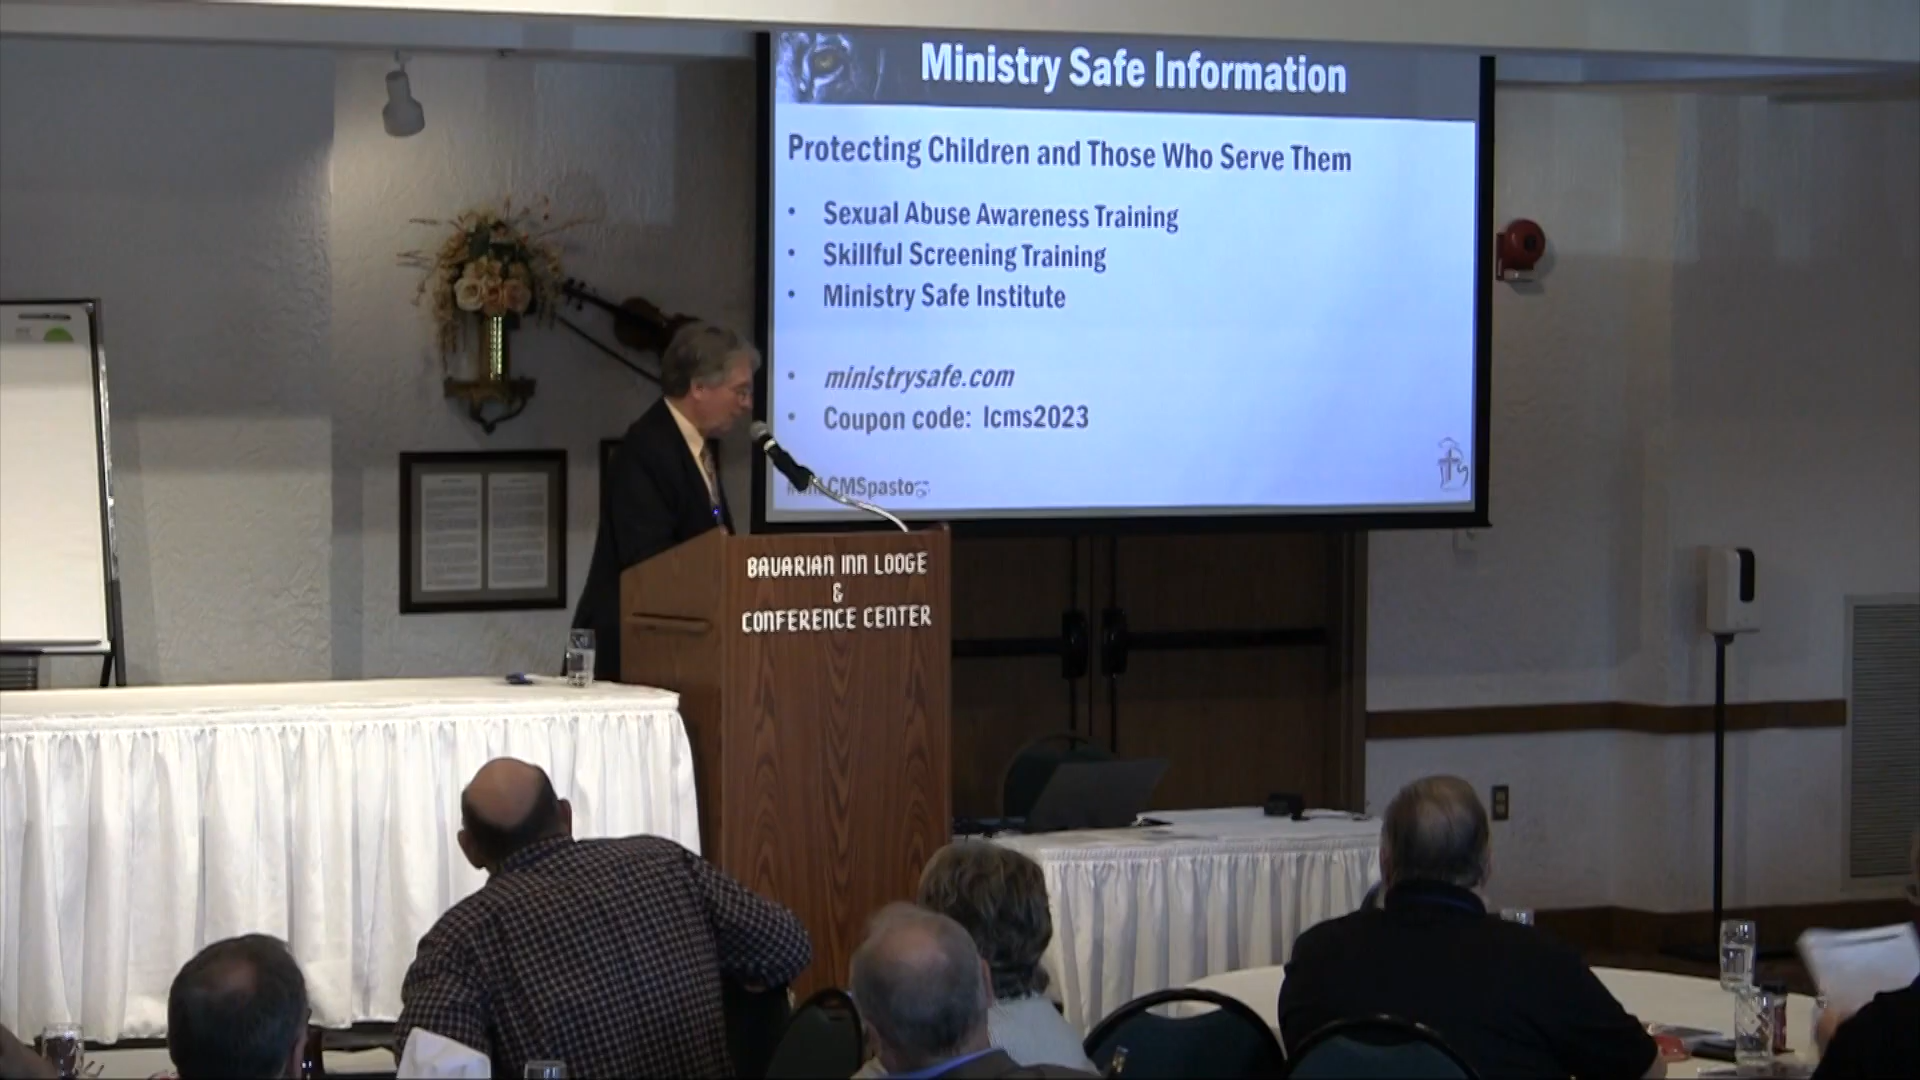 Ministry Safe Information
Protecting Children and Those Who Serve Them
• Sexual Abuse Awareness Training
• Skillful Screening Training
• Ministry Safe Institute
• ministrysafe.com
• Coupon code: lcms2023
BAVARIAN INN LODGE
&
CONFERENCE CENTER